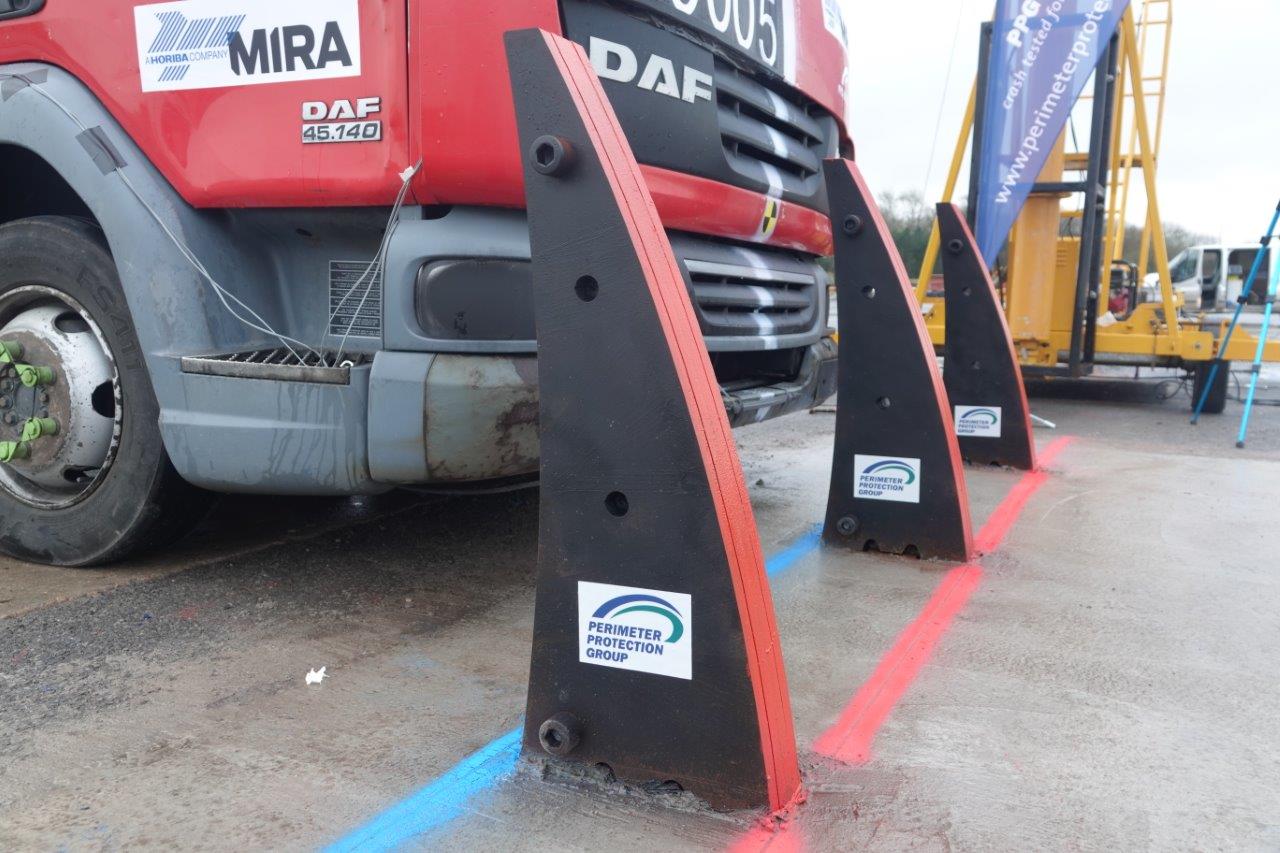 A HORIBA COMPANY
MIRA
DAF
45.140
DAF
005
PPG
crash tested for
www.perimeterprote
PERIMETER
PROTECTION
GROUP
PERIMETER
PROTECTION
GROUP
PERIMETER
PROTECTION
GROUP